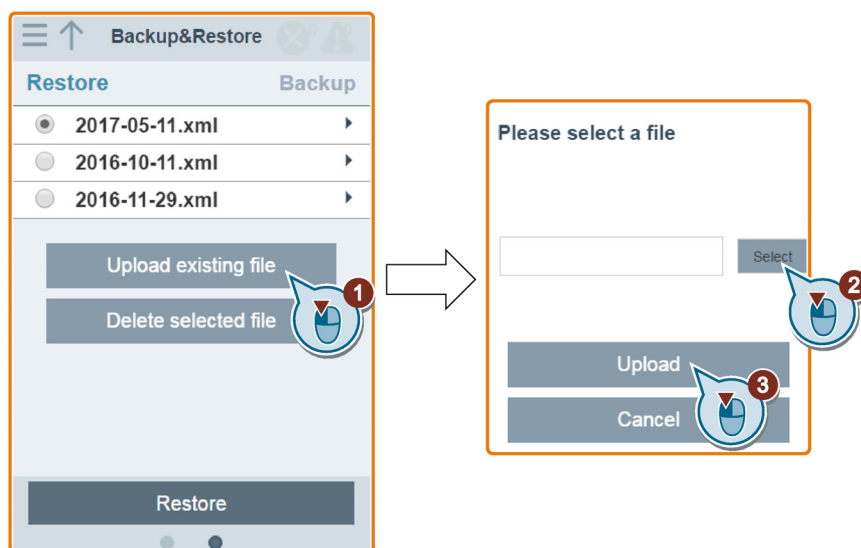 Backup&Restore
Restore Backup
2017-05-11.xml
2016-10-11.xml
2016-11-29.xml
Upload existing file
1
Delete selected file
Restore
Please select a file
Select
2
Upload
3
Cancel